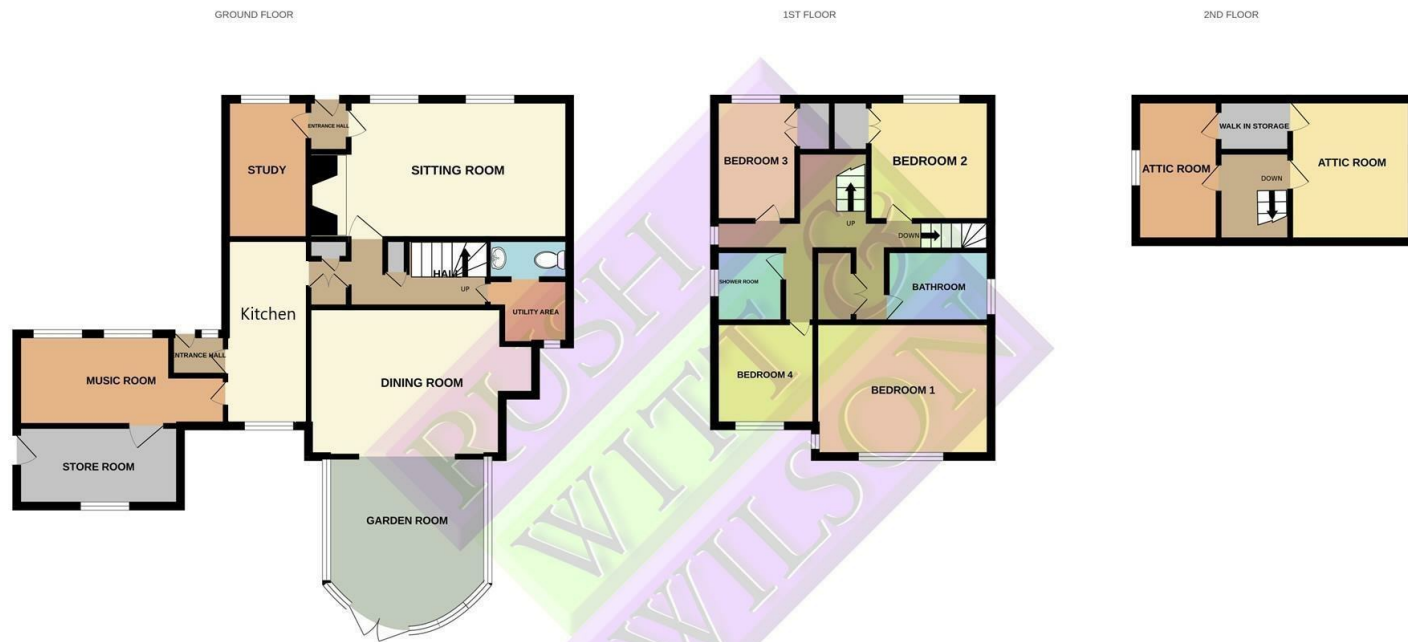 GROUND FLOOR
1ST FLOOR
2ND FLOOR
ENTRANCE HALL
STUDY
SITTING ROOM
HALL
UP
UTILITY AREA
Kitchen
ENTRANCE HALL
MUSIC ROOM
DINING ROOM
STORE ROOM
GARDEN ROOM
BEDROOM 3
BEDROOM 2
UP
DOWN
SHOWER ROOM
BATHROOM
BEDROOM 4
BEDROOM 1
WALK IN STORAGE
ATTIC ROOM
ATTIC ROOM
DOWN
RUSH
WITT &
WILSON